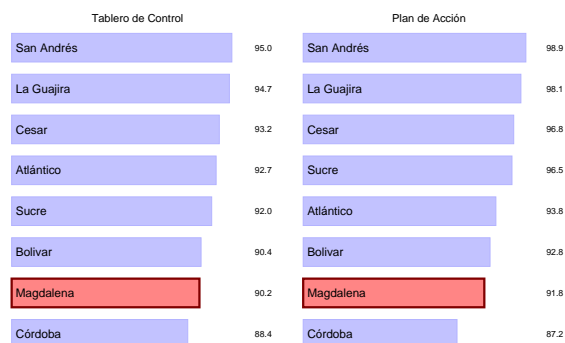 Tablero de Control
San Andrés 95.0
La Guajira 94.7
Cesar 93.2
Atlántico 92.7
Sucre 92.0
Bolivar 90.4
Magdalena 90.2
Córdoba 88.4
Plan de Acción
San Andrés 98.9
La Guajira 98.1
Cesar 96.8
Sucre 96.5
Atlántico 93.8
Bolivar 92.8
Magdalena 91.8
Córdoba 87.2